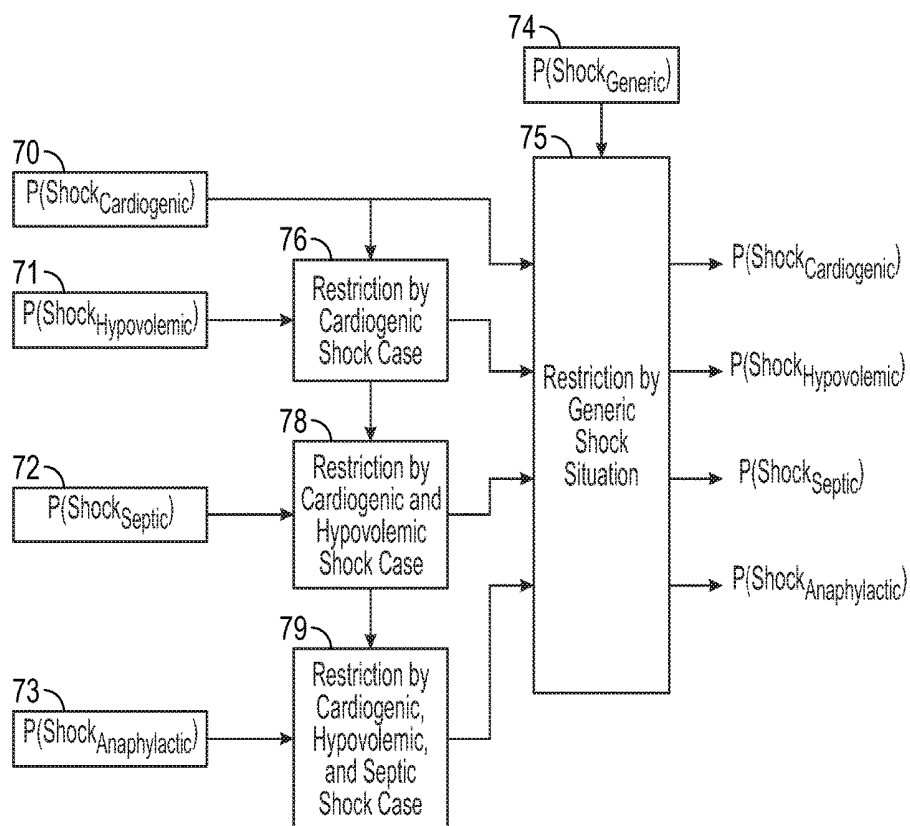 74
P(Shock_Generic)
75
70
P(Shock_Cardiogenic)
76
Restriction by
Cardiogenic
Shock Case
71
P(Shock_Hypovolemic)
78
Restriction by
Cardiogenic and
Hypovolemic
Shock Case
72
P(Shock_Septic)
79
Restriction by
Cardiogenic,
Hypovolemic,
and Septic
Shock Case
73
P(Shock_Anaphylactic)
Restriction by
Generic
Shock
Situation
P(Shock_Cardiogenic)
P(Shock_Hypovolemic)
P(Shock_Septic)
P(Shock_Anaphylactic)